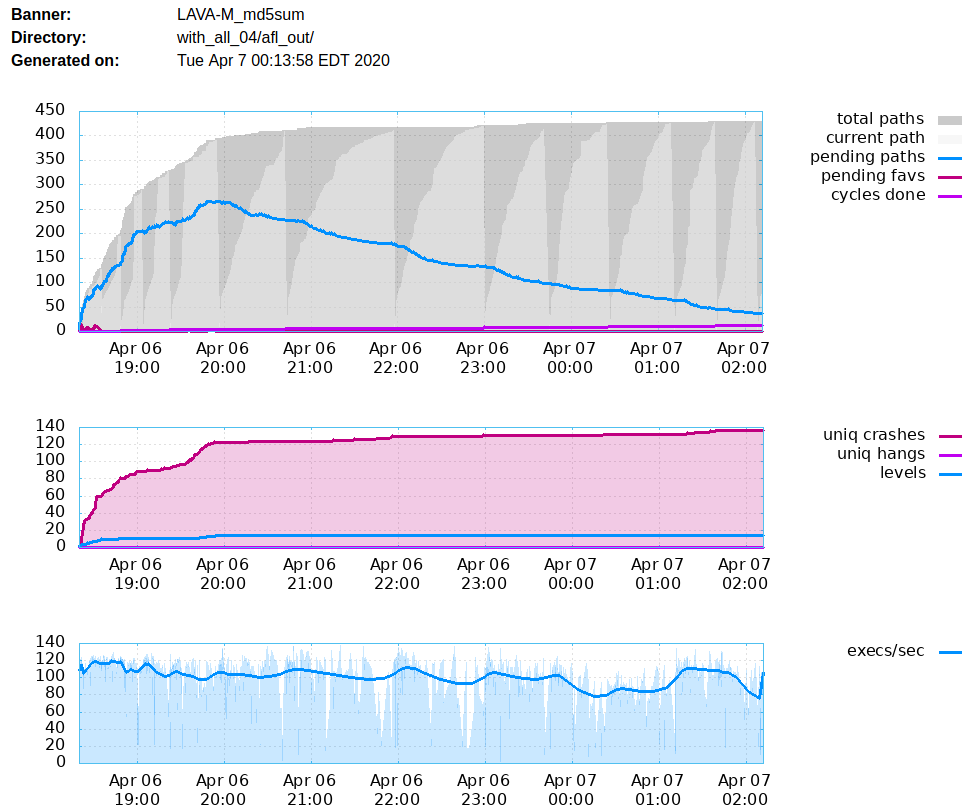 Banner: LAVA-M_md5sum
Directory: with_all_04/afl_out/
Generated on: Tue Apr 7 00:13:58 EDT 2020
450
400
350
300
250
200
150
100
50
0
Apr 06 Apr 06 Apr 06 Apr 06 Apr 06 Apr 07 Apr 07 Apr 07
19:00 20:00 21:00 22:00 23:00 00:00 01:00 02:00
total paths
current path
pending paths
pending favs
cycles done
140
120
100
80
60
40
20
0
Apr 06 Apr 06 Apr 06 Apr 06 Apr 06 Apr 07 Apr 07 Apr 07
19:00 20:00 21:00 22:00 23:00 00:00 01:00 02:00
uniq crashes
uniq hangs
levels
140
120
100
80
60
40
20
0
Apr 06 Apr 06 Apr 06 Apr 06 Apr 06 Apr 07 Apr 07 Apr 07
19:00 20:00 21:00 22:00 23:00 00:00 01:00 02:00
execs/sec